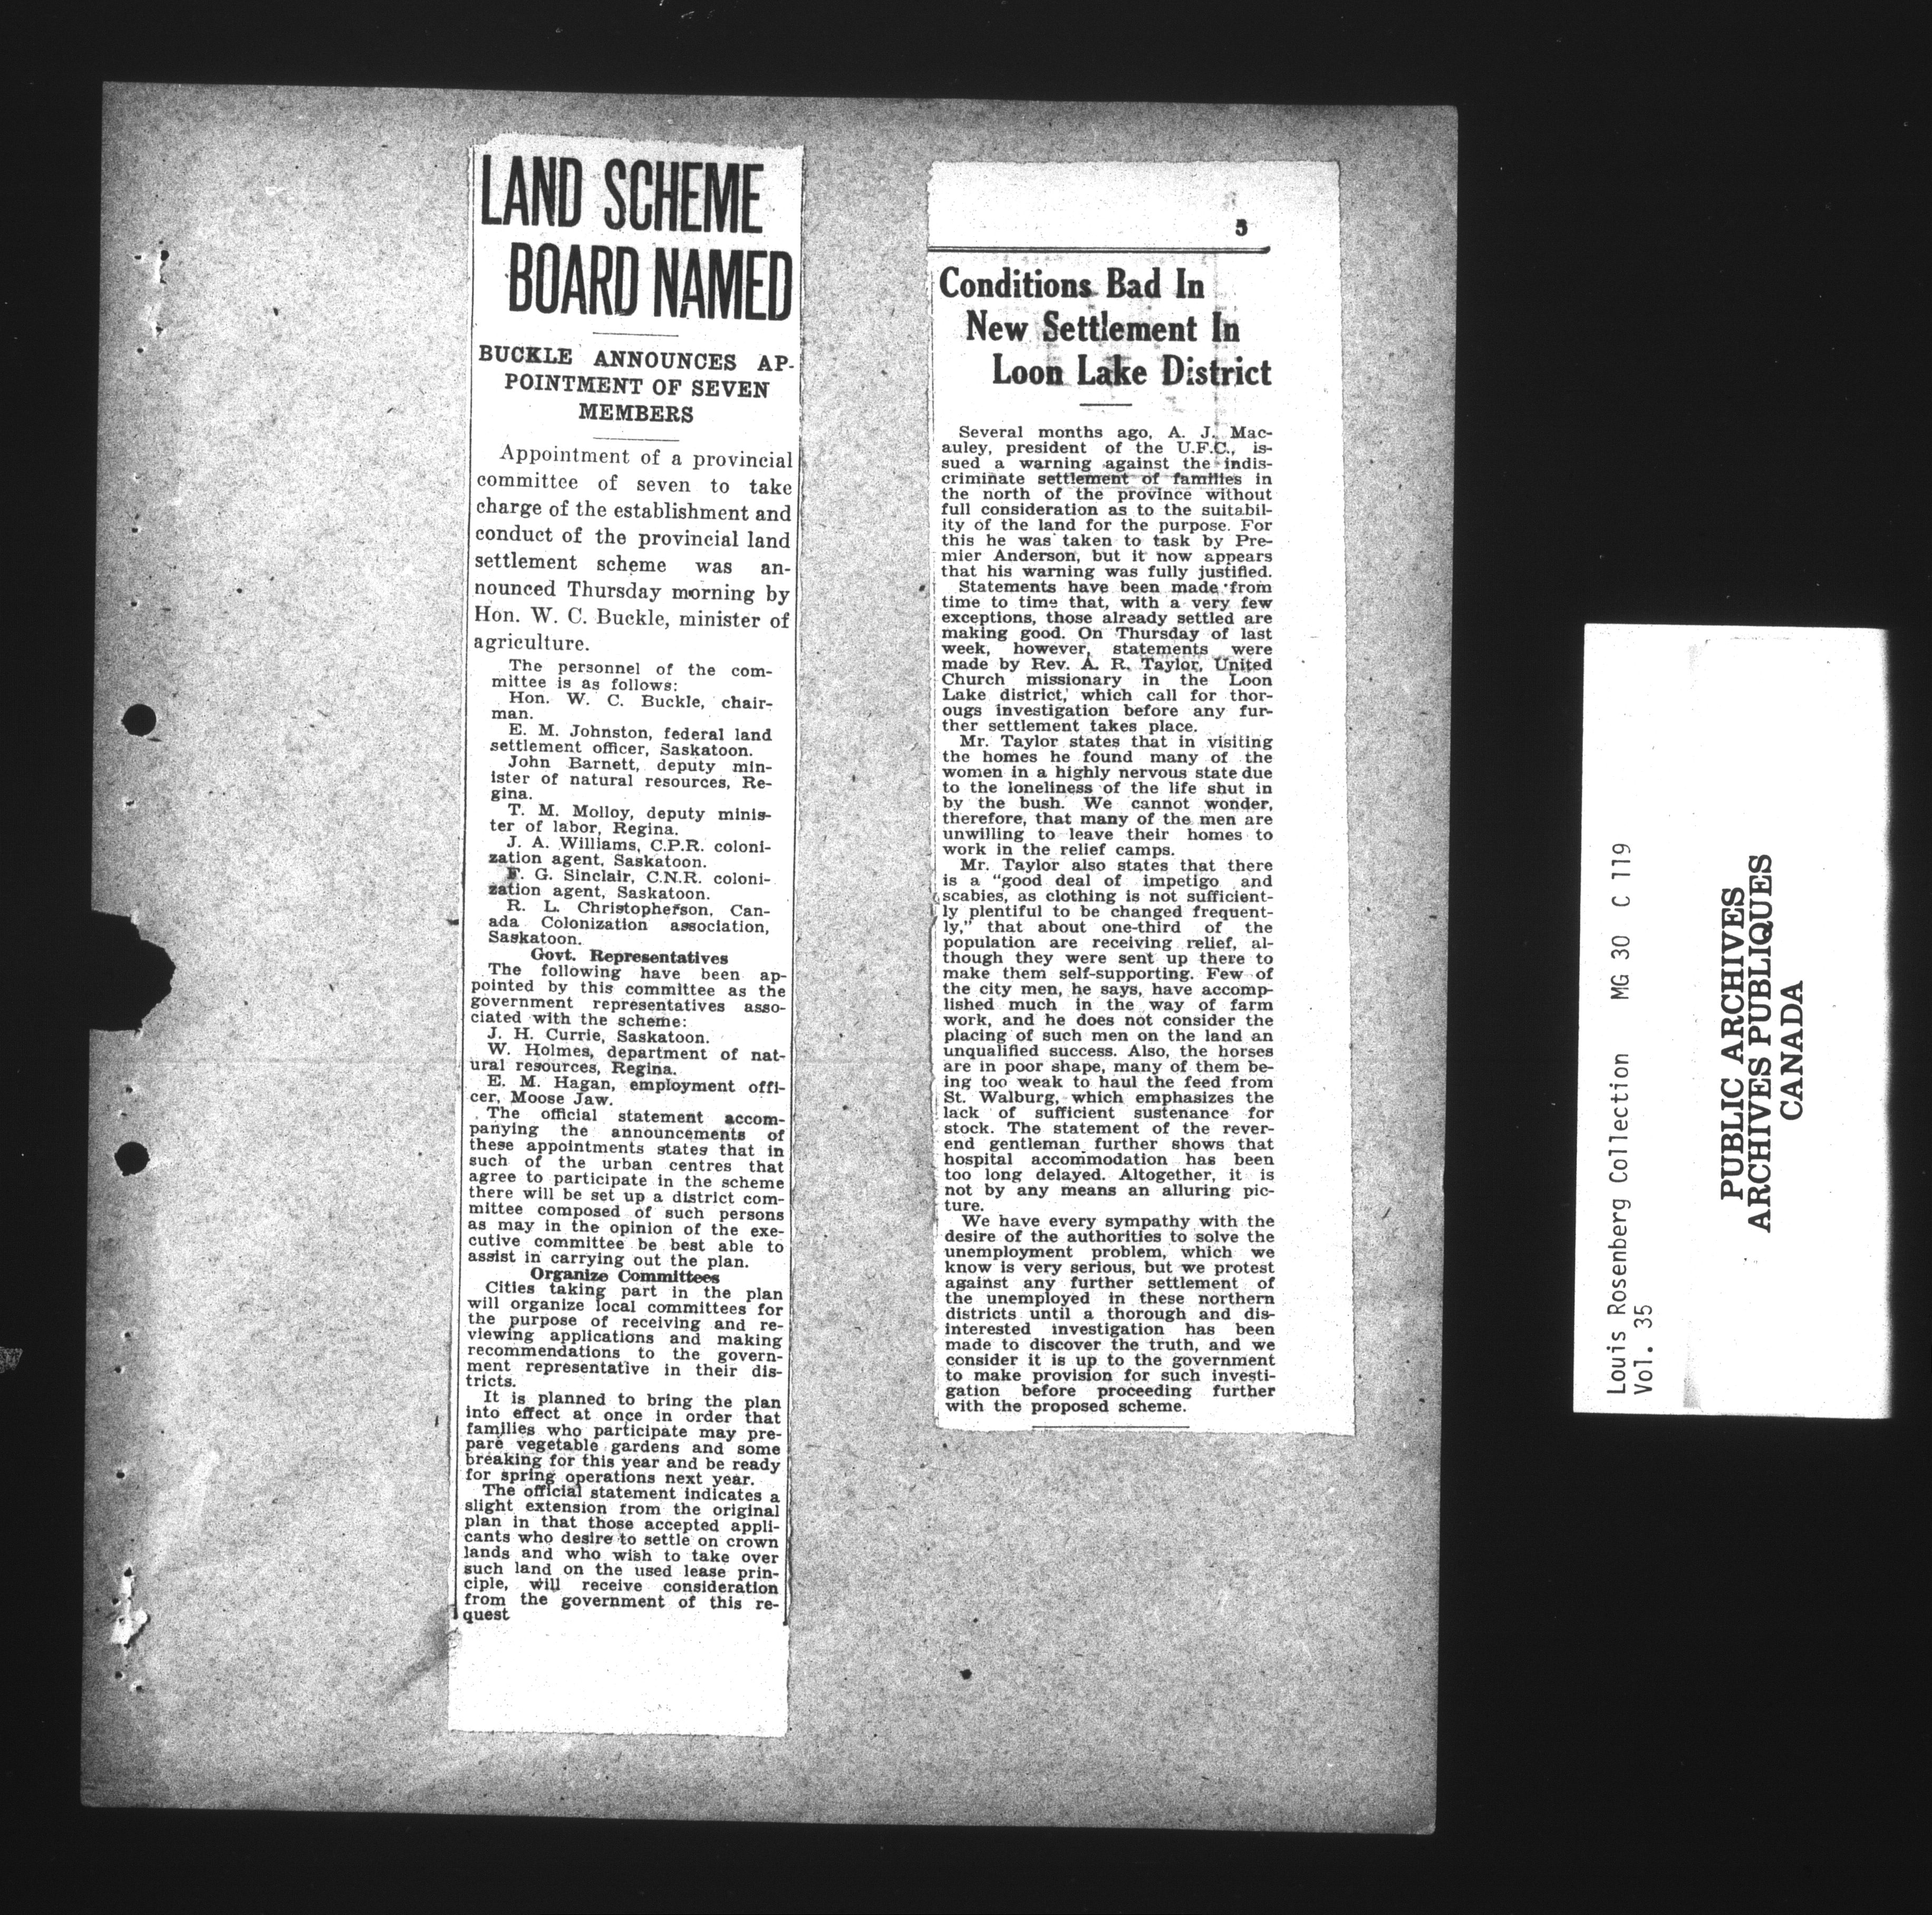 LAND SCHEME
BOARD NAMED
BUCKLE ANNOUNCES AP-
POINTMENT OF SEVEN
MEMBERS
Appointment of a provincial
committee of seven to take
charge of the establishment and
conduct of the provincial land
settlement scheme was an-
nounced Thursday morning by
Hon. W. C. Buckle, minister of
agriculture.
The personnel of the com-
mittee is as follows:
Hon. W. C. Buckle, chair-
man.
E. M. Johnston, federal land
settlement officer, Saskatoon.
John Barnett, deputy min-
ister of natural resources, Re-
gina.
T. M. Molloy, deputy minis-
ter of labor, Regina.
J. A. Williams, C.P.R. coloni-
zation agent, Saskatoon.
F. G. Sinclair, C.N.R. coloni-
zation agent, Saskatoon.
R. L. Christopherson, Can-
ada Colonization association,
Saskatoon.
Govt. Representatives
The following have been ap-
pointed by this committee as the
government representatives asso-
ciated with the scheme:
J. H. Currie, Saskatoon.
W. Holmes, department of nat-
ural resources, Regina.
E. M. Hagan, employment offi-
cer, Moose Jaw.
The official statement accom-
panying the announcements of
these appointments states that in
such of the urban centres that
agree to participate in the scheme
there will be set up a district com-
mittee composed of such persons
as may in the opinion of the exe-
cutive committee be best able to
assist in carrying out the plan.
Organize Committees
Cities taking part in the plan
will organize local committees for
the purpose of receiving and re-
viewing applications and making
recommendations to the govern-
ment representative in their dis-
tricts.
It is planned to bring the plan
into effect at once in order that
families who participate may pre-
pare vegetable gardens and some
breaking for this year and be ready
for spring operations next year.
The official statement indicates a
slight extension from the original
plan in that those accepted appli-
cants who desire to settle on crown
lands and who wish to take over
such land on the used lease prin-
ciple, will receive consideration
from the government of this re-
quest
5
Conditions Bad In
New Settlement In
Loon Lake District
Several months ago, A. J. Mac-
auley, president of the U.F.C., is-
sued a warning against the indis-
criminate settlement of families in
the north of the province without
full consideration as to the suitabil-
ity of the land for the purpose. For
this he was taken to task by Pre-
mier Anderson, but it now appears
that his warning was fully justified.
Statements have been made from
time to time that, with a very few
exceptions, those already settled are
making good. On Thursday of last
week, however, statements were
made by Rev. A. R. Taylor, United
Church missionary in the Loon
Lake district, which call for thor-
ougs investigation before any fur-
ther settlement takes place.
Mr. Taylor states that in visiting
the homes he found many of the
women in a highly nervous state due
to the loneliness of the life shut in
by the bush. We cannot wonder,
therefore, that many of the men are
unwilling to leave their homes to
work in the relief camps.
Mr. Taylor also states that there
is a "good deal of impetigo and
scabies, as clothing is not sufficient-
ly plentiful to be changed frequent-
ly," that about one-third of the
population are receiving relief, al-
though they were sent up there to
make them self-supporting. Few of
the city men, he says, have accomp-
lished much in the way of farm
work, and he does not consider the
placing of such men on the land an
unqualified success. Also, the horses
are in poor shape, many of them be-
ing too weak to haul the feed from
St. Walburg, which emphasizes the
lack of sufficient sustenance for
stock. The statement of the rever-
end gentleman further shows that
hospital accommodation has been
too long delayed. Altogether, it is
not by any means an alluring pic-
ture.
We have every sympathy with the
desire of the authorities to solve the
unemployment problem, which we
know is very serious, but we protest
against any further settlement of
the unemployed in these northern
districts until a thorough and dis-
interested investigation has been
made to discover the truth, and we
consider it is up to the government
to make provision for such investi-
gation before proceeding further
with the proposed scheme.
Louis Rosenberg Collection MG 30 C 119
Vol. 35
PUBLIC ARCHIVES
ARCHIVES PUBLIQUES
CANADA